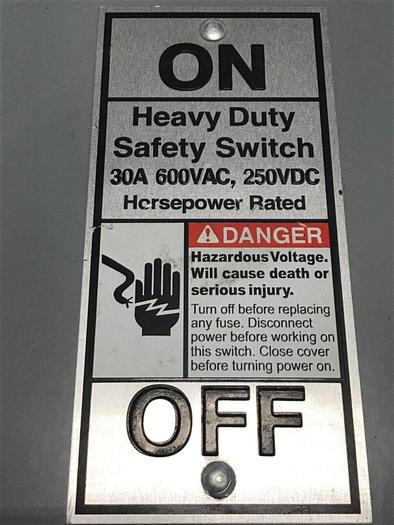 ON
Heavy Duty
Safety Switch
30A 600VAC, 250VDC
Horsepower Rated
DANGER
Hazardous Voltage.
Will cause death or
serious injury.
Turn off before replacing
any fuse. Disconnect
power before working on
this switch. Close cover
before turning power on.
OFF